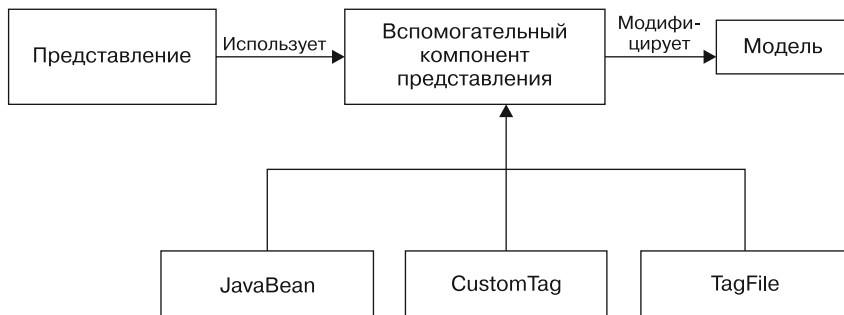 Представление
Использует
Вспомогательный
компонент
представления
Модифи-
цирует
Модель
JavaBean
CustomTag
TagFile